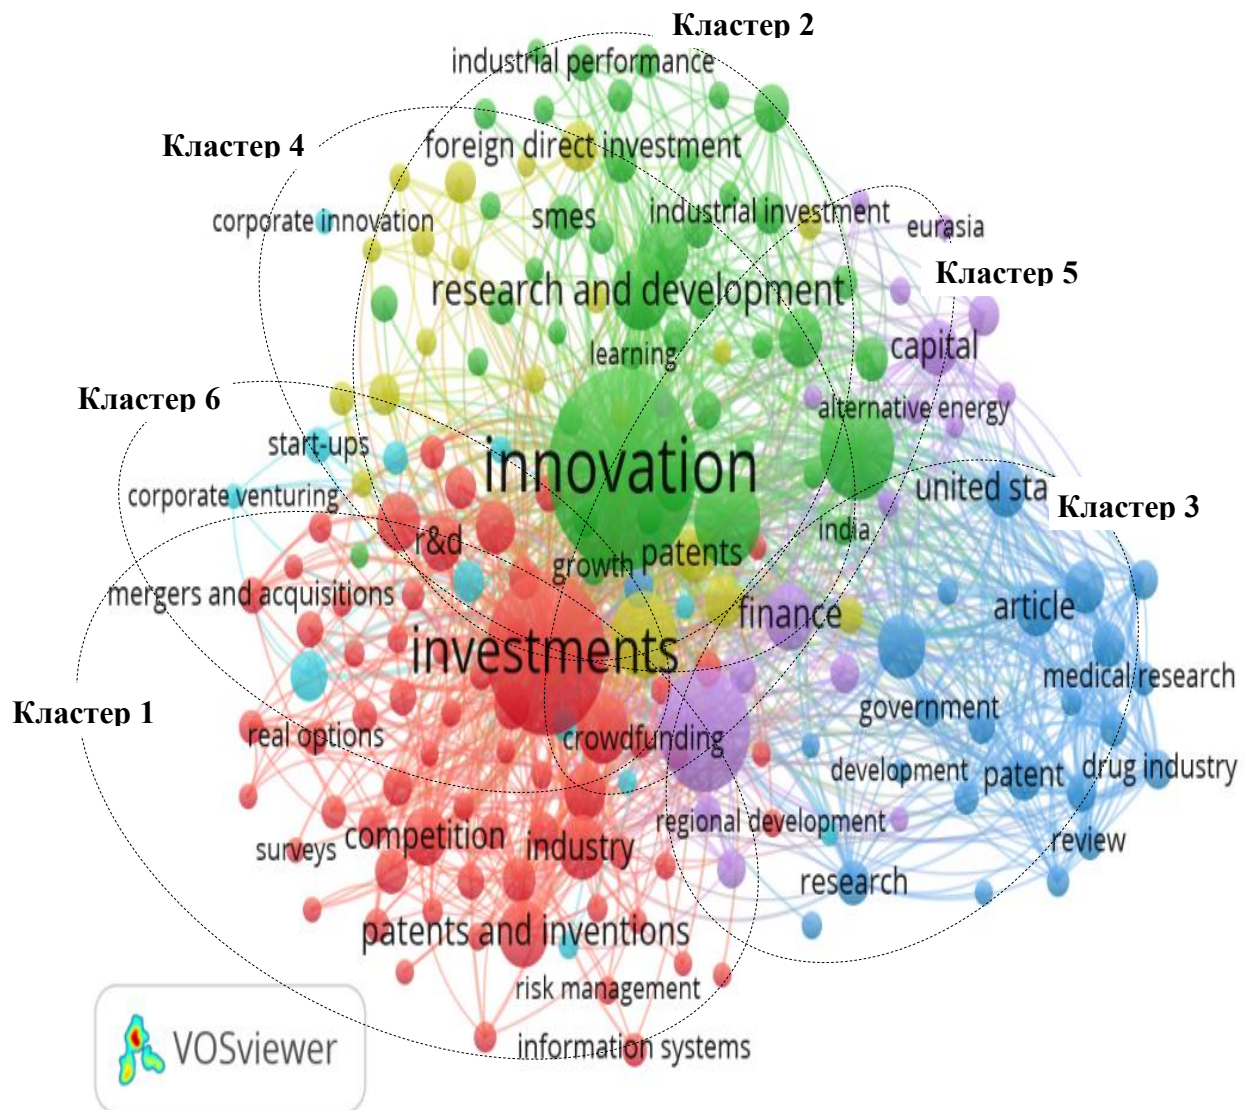 Кластер 2
industrial performance
Кластер 4
foreign direct investment
corporate innovation
smes
industrial investment
eurasia
Кластер 5
research and development
learning
capital
Кластер 6
alternative energy
start-ups
innovation
corporate venturing
united sta
Кластер 3
r&d
growth
patents
india
mergers and acquisitions
investments
finance
article
medical research
Кластер 1
real options
crowdfunding
government
development
patent
drug industry
surveys
competition
industry
regional development
review
research
patents and inventions
risk management
information systems
VOSviewer